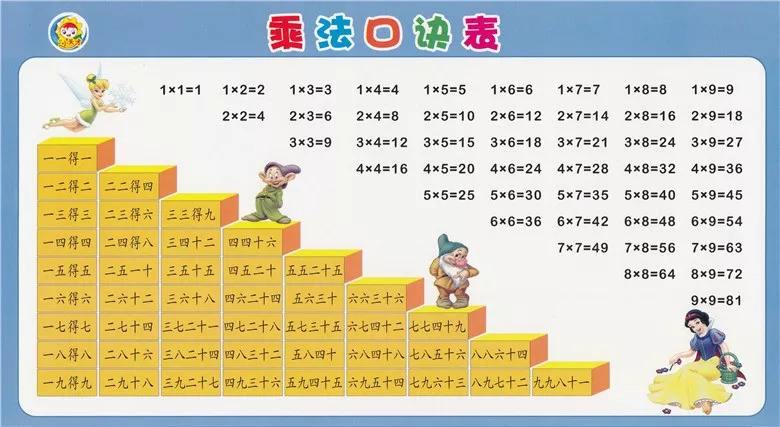 乘法口诀表
1×1=1 1×2=2 1×3=3 1×4=4 1×5=5 1×6=6 1×7=7 1×8=8 1×9=9
2×2=4 2×3=6 2×4=8 2×5=10 2×6=12 2×7=14 2×8=16 2×9=18
3×3=9 3×4=12 3×5=15 3×6=18 3×7=21 3×8=24 3×9=27
4×4=16 4×5=20 4×6=24 4×7=28 4×8=32 4×9=36
5×5=25 5×6=30 5×7=35 5×8=40 5×9=45
6×6=36 6×7=42 6×8=48 6×9=54
7×7=49 7×8=56 7×9=63
8×8=64 8×9=72
9×9=81
一一得一
一二得二 二二得四
一三得三 二三得六 三三得九
一四得四 二四得八 三四十二 四四十六
一五得五 二五一十 三五十五 四五二十 五五二十五
一六得六 二六十二 三六十八 四六二十四 五六三十 六六三十六
一七得七 二七十四 三七二十一 四七二十八 五七三十五 六七四十二 七七四十九
一八得八 二八十六 三八二十四 四八三十二 五八四十 六八四十八 七八五十六 八八六十四
一九得九 二九十八 三九二十七 四九三十六 五九四十五 六九五十四 七九六十三 八九七十二 九九八十一